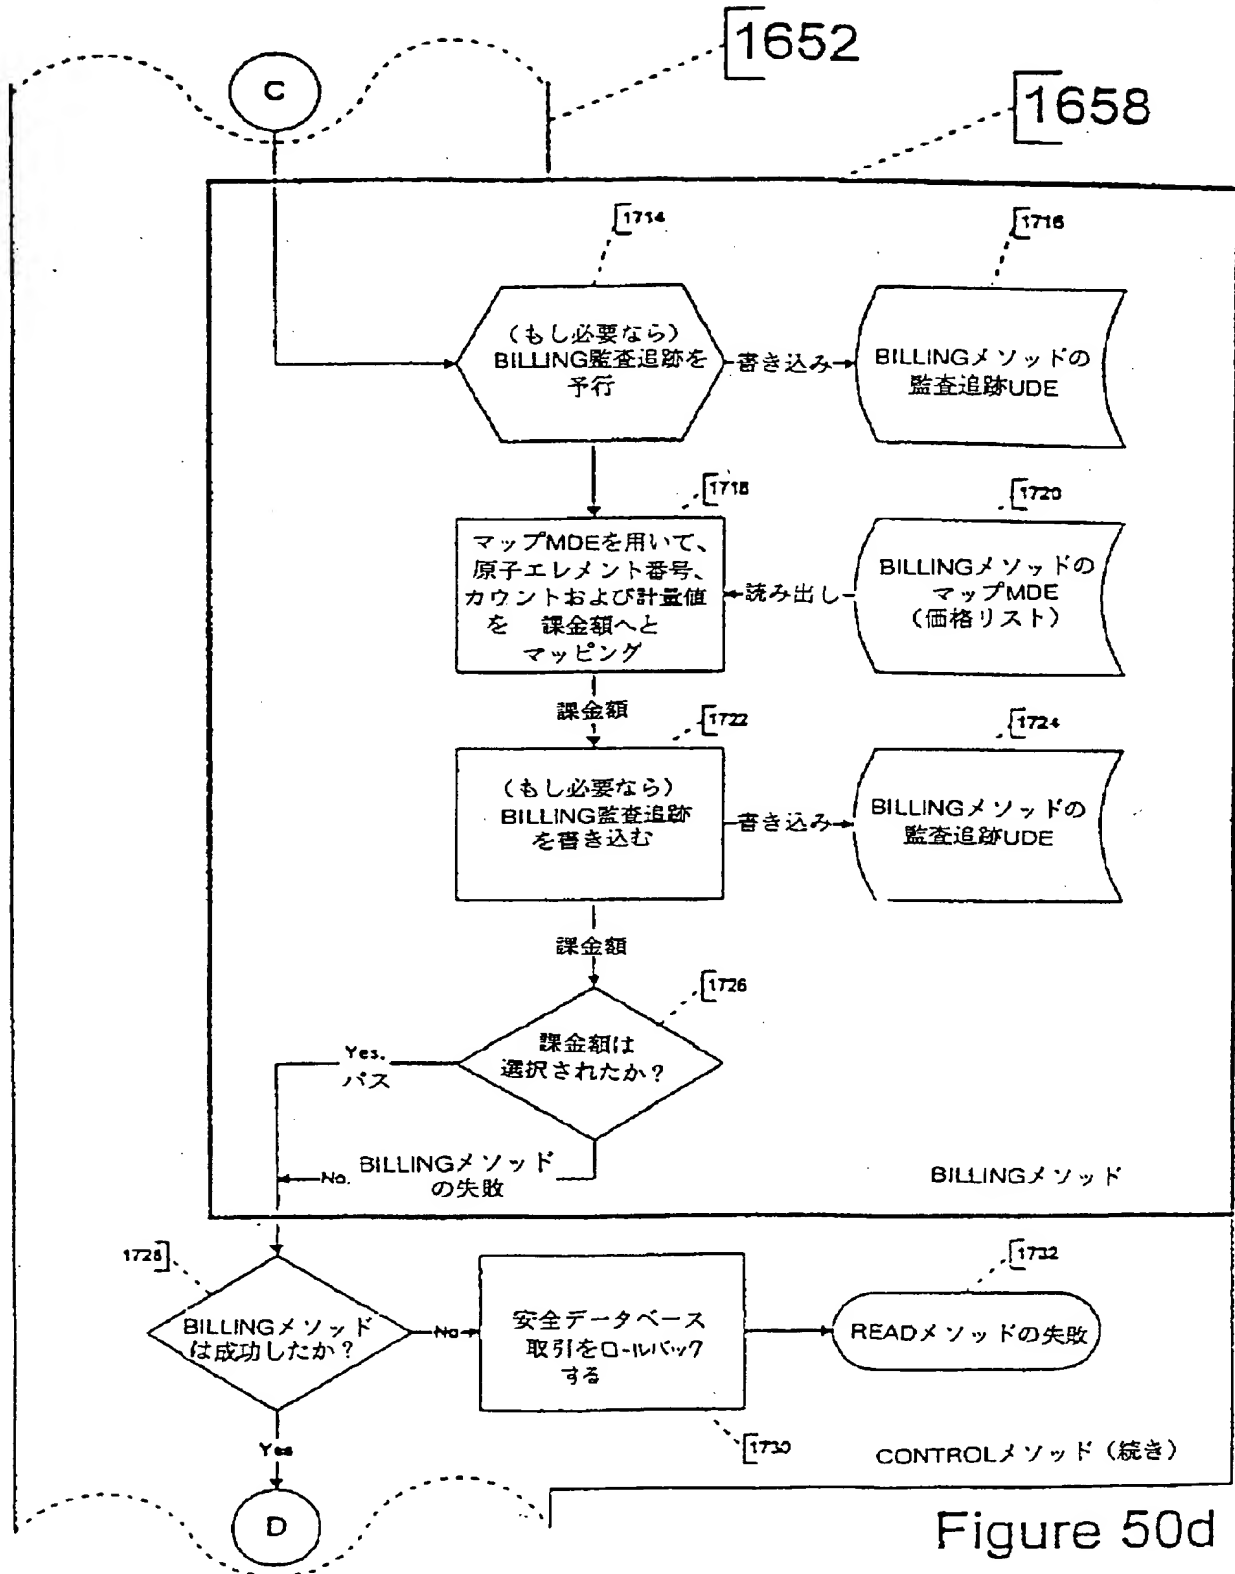 1652
C
1658
1714
1716
（もし必要なら）
BILLING監査追跡を
予行
書き込み
BILLINGメソッドの
監査追跡UDE
1718
1720
マップMDEを用いて、
原子エレメント番号、
カウントおよび計量値
を　課金額へと
マッピング
読み出し
BILLINGメソッドの
マップMDE
（価格リスト）
課金額
1722
1724
（もし必要なら）
BILLING監査追跡
を書き込む
書き込み
BILLINGメソッドの
監査追跡UDE
課金額
1726
課金額は
選択されたか？
Yes.
パス
No.
BILLINGメソッド
の失敗
BILLINGメソッド
1728
1732
BILLINGメソッド
は成功したか？
No
安全データベース
取引をロールバック
する
READメソッドの失敗
Yes
1730
CONTROLメソッド（続き）
D
Figure 50d